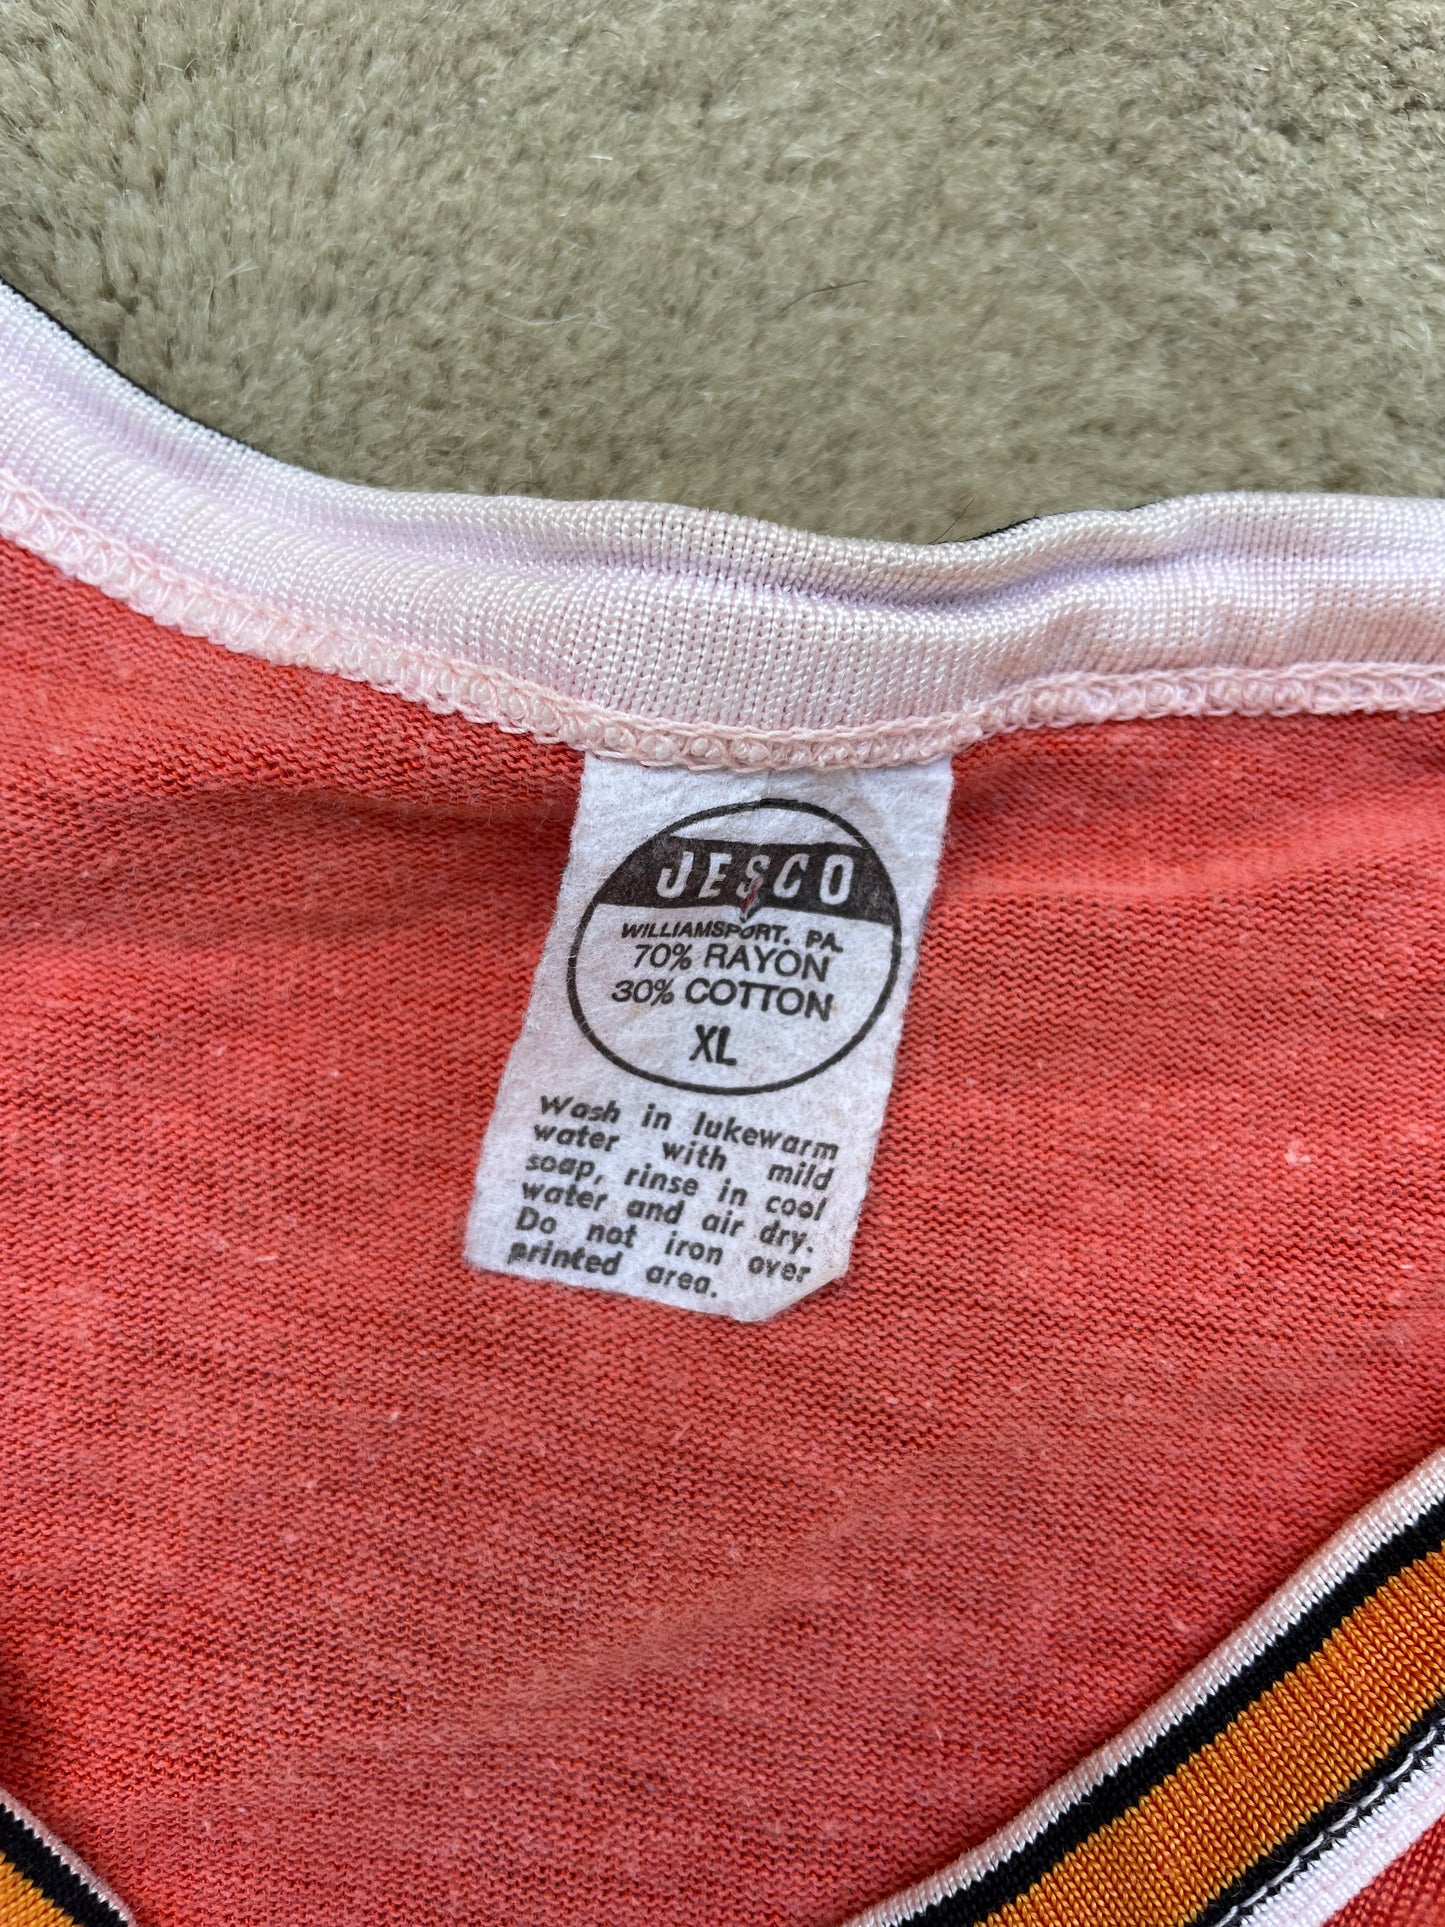 JESCO
WILLIAMSPORT, PA.
70% RAYON
30% COTTON
XL
Wash in lukewarm
water with mild
soap, rinse in cool
water and air dry.
Do not iron over
printed area.